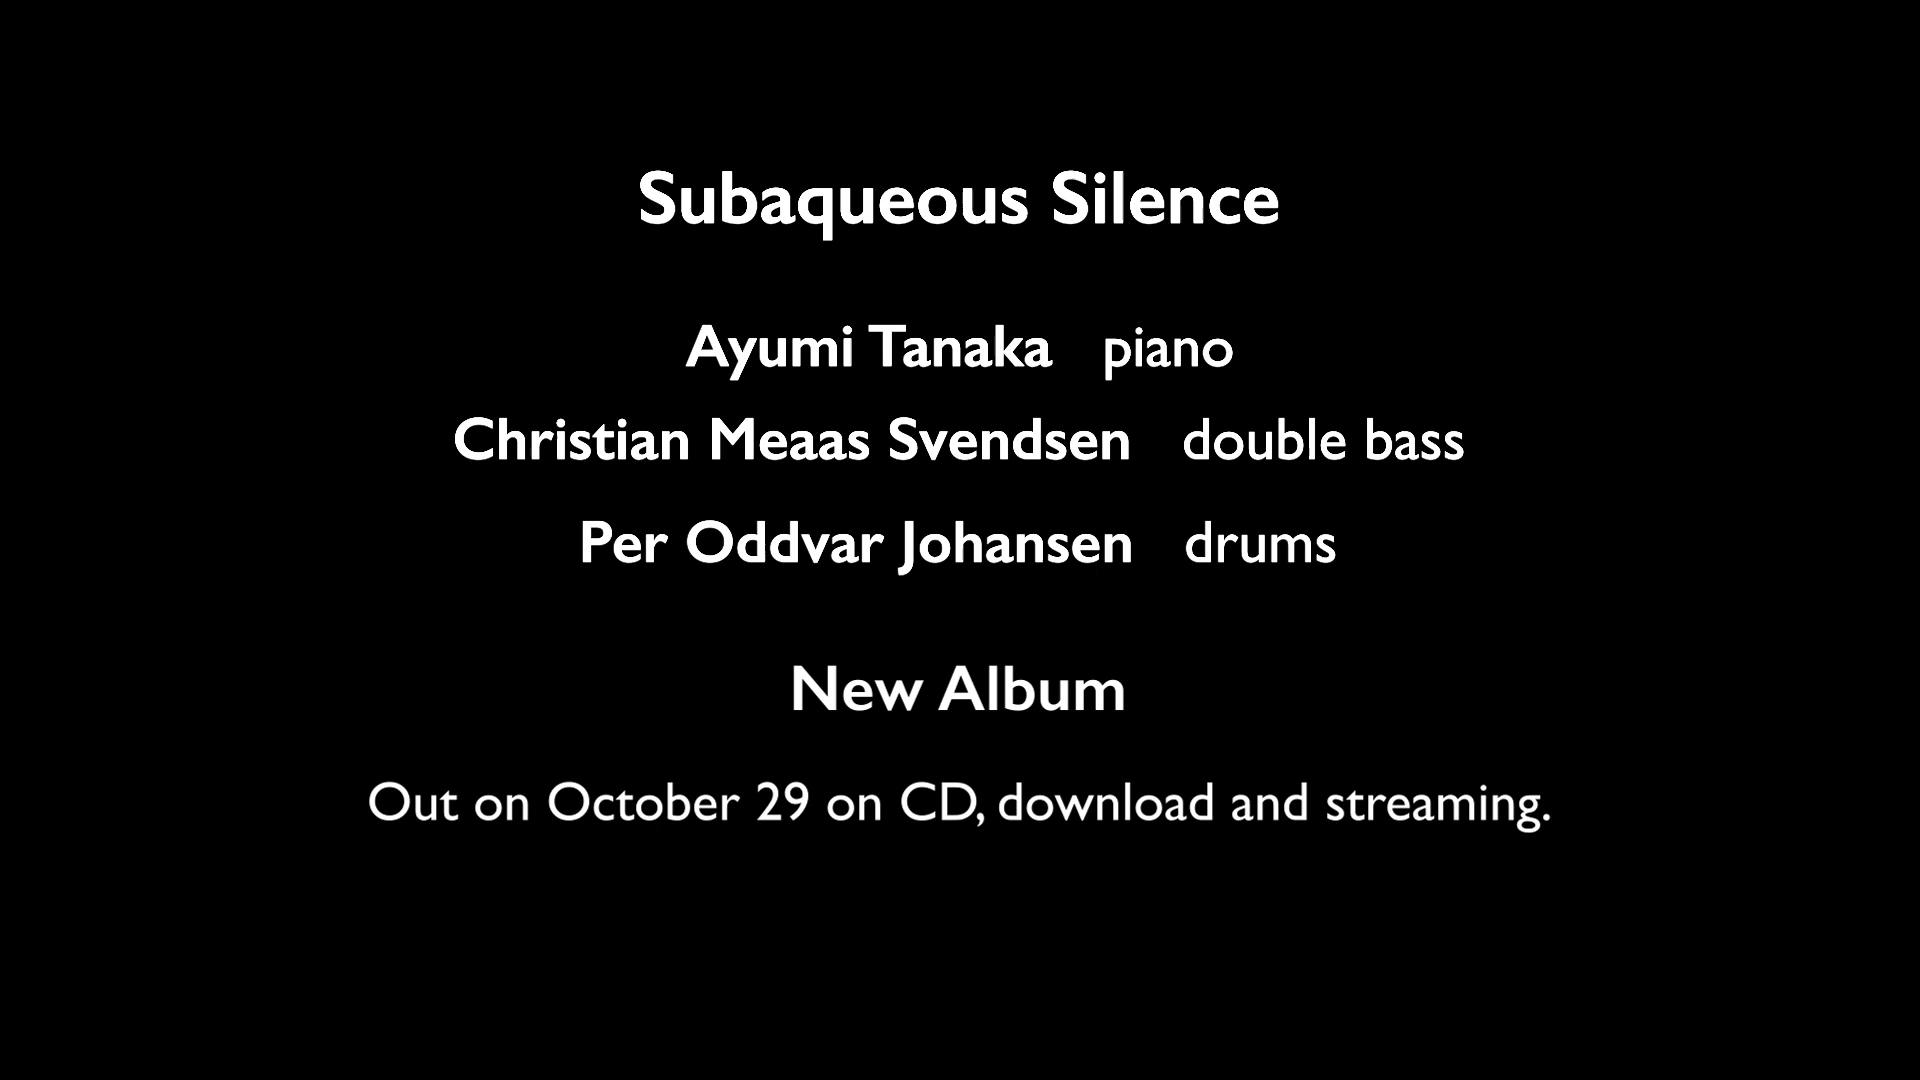 Subaqueous Silence
Ayumi Tanaka piano
Christian Meaas Svendsen double bass
Per Oddvar Johansen drums
New Album
Out on October 29 on CD, download and streaming.